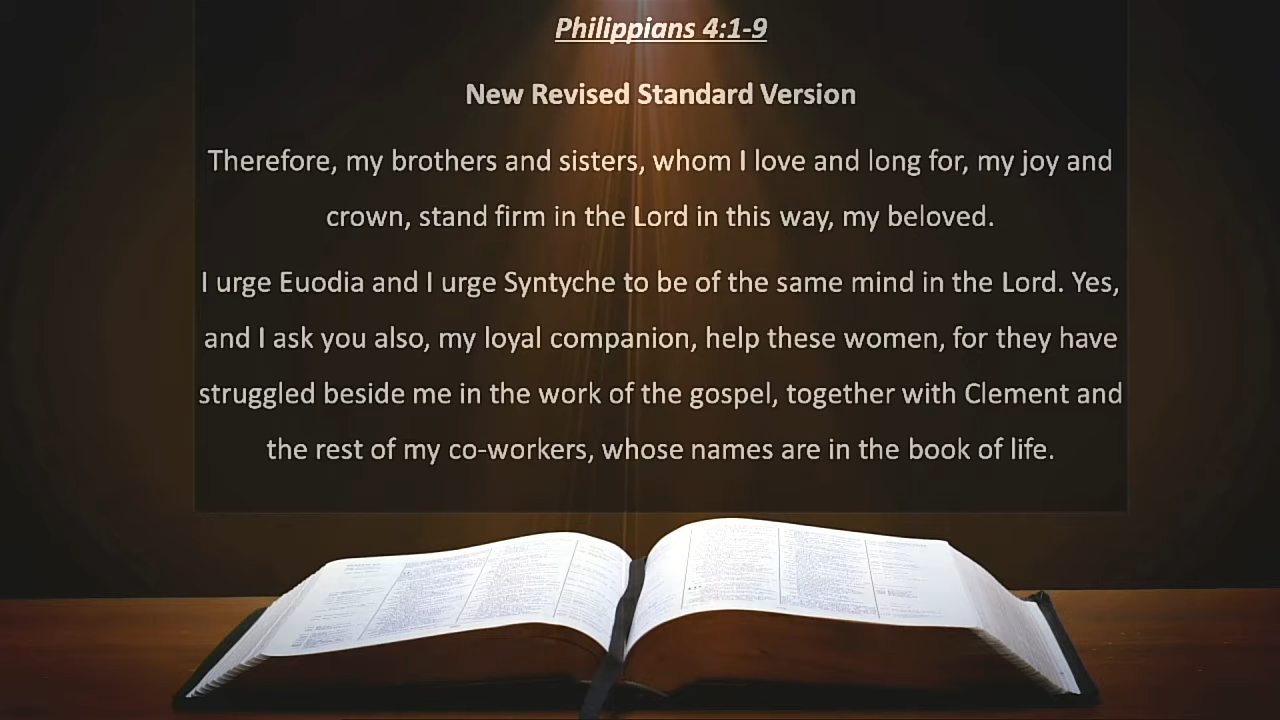 Philippians 4:1-9
New Revised Standard Version
Therefore, my brothers and sisters, whom I love and long for, my joy and
crown, stand firm in the Lord in this way, my beloved.
I urge Euodia and I urge Syntyche to be of the same mind in the Lord. Yes,
and I ask you also, my loyal companion, help these women, for they have
struggled beside me in the work of the gospel, together with Clement and
the rest of my co-workers, whose names are in the book of life.